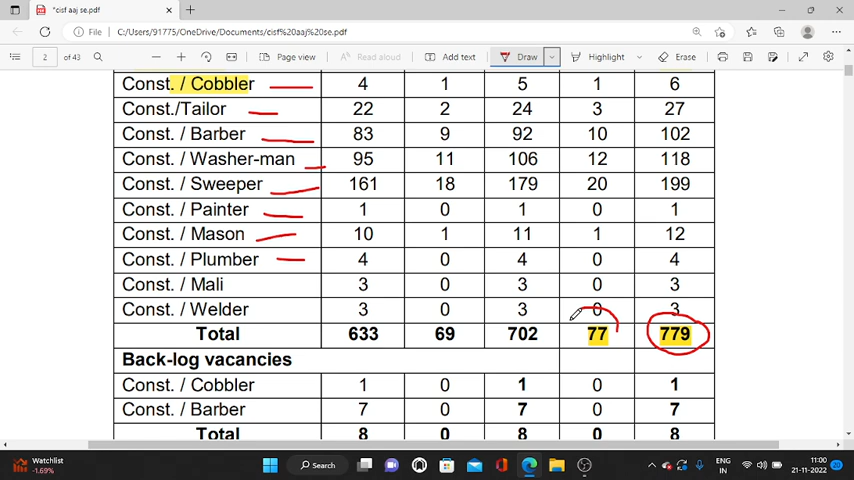 *cisf aaj se.pdf
File C:/Users/91775/OneDrive/Documents/cisf%20aaj%20se.pdf
2 of 43 Page view Read aloud Add text Draw Highlight Erase
Const. / Cobbler 4 1 5 1 6
Const./Tailor 22 2 24 3 27
Const. / Barber 83 9 92 10 102
Const. / Washer-man 95 11 106 12 118
Const. / Sweeper 161 18 179 20 199
Const. / Painter 1 0 1 0 1
Const. / Mason 10 1 11 1 12
Const. / Plumber 4 0 4 0 4
Const. / Mali 3 0 3 0 3
Const. / Welder 3 0 3 0 3
Total 633 69 702 77 779
Back-log vacancies
Const. / Cobbler 1 0 1 0 1
Const. / Barber 7 0 7 0 7
Total 8 0 8 0 8
Watchlist
-1.69%
Search
ENG
IN
11:00
21-11-2022
20